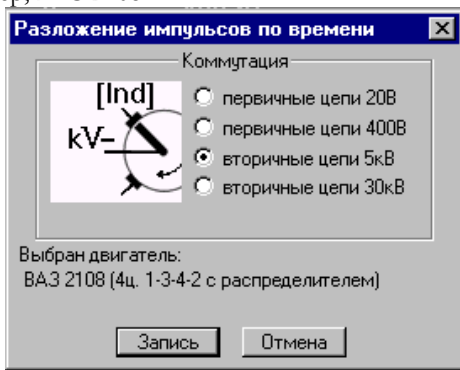 Разложение импульсов по времени
Коммутация
[Ind]
kV
первичные цепи 20В
первичные цепи 400В
вторичные цепи 5кВ
вторичные цепи 30кВ
Выбран двигатель:
ВАЗ 2108 (4ц. 1-3-4-2 с распределителем)
Запись
Отмена